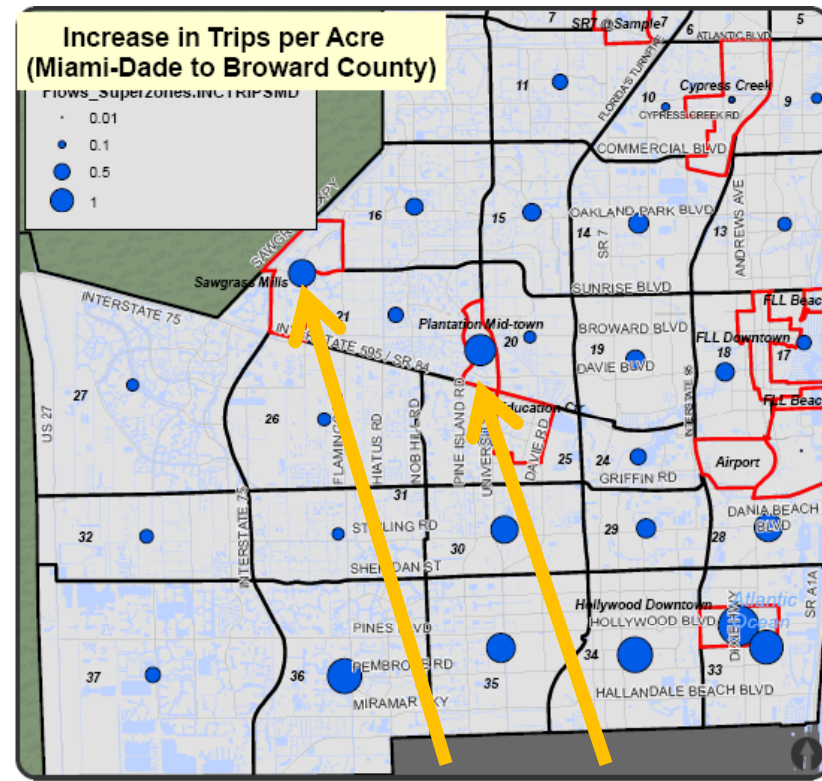 Increase in Trips per Acre
(Miami-Dade to Broward County)
Flows_Superzones.INCTRIPSMD
0.01
0.1
0.5
1
7
SRT @Sample
7
6
5
ATLANTIC BLVD
FLORIDA'S TURNPIKE
11
10
Cypress Creek
9
CYPRESS CREEK RD
COMMERCIAL BLVD
16
15
OAKLAND PARK BLVD
14
SR 7
13
ANDREWS AVE
Sawgrass Mills
SUNRISE BLVD
INTERSTATE 75
21
Plantation Mid-town
20
BROWARD BLVD
FLL Beac
FLL Downtown
INTERSTATE 595 / SR 84
19
DAVIE BLVD
18
17
INTERSTATE 95
27
US 27
26
FLAMINGO
HIATUS RD
NOB HILL RD
PINE ISLAND RD
Education Ctr
DAVIE RD
FLL Beac
25
24
GRIFFIN RD
Airport
31
INTERSTATE 75
32
STIRLING RD
30
29
28
DANIA BEACH
BLVD
SHERIDAN ST
SR A1A
Hollywood Downtown
Atlantic
Ocean
PINES
HOLLYWOOD BLVD
DIXIE HWY
37
36
PEMBROKE RD
35
34
33
MIRAMAR
HALLANDALE BEACH BLVD